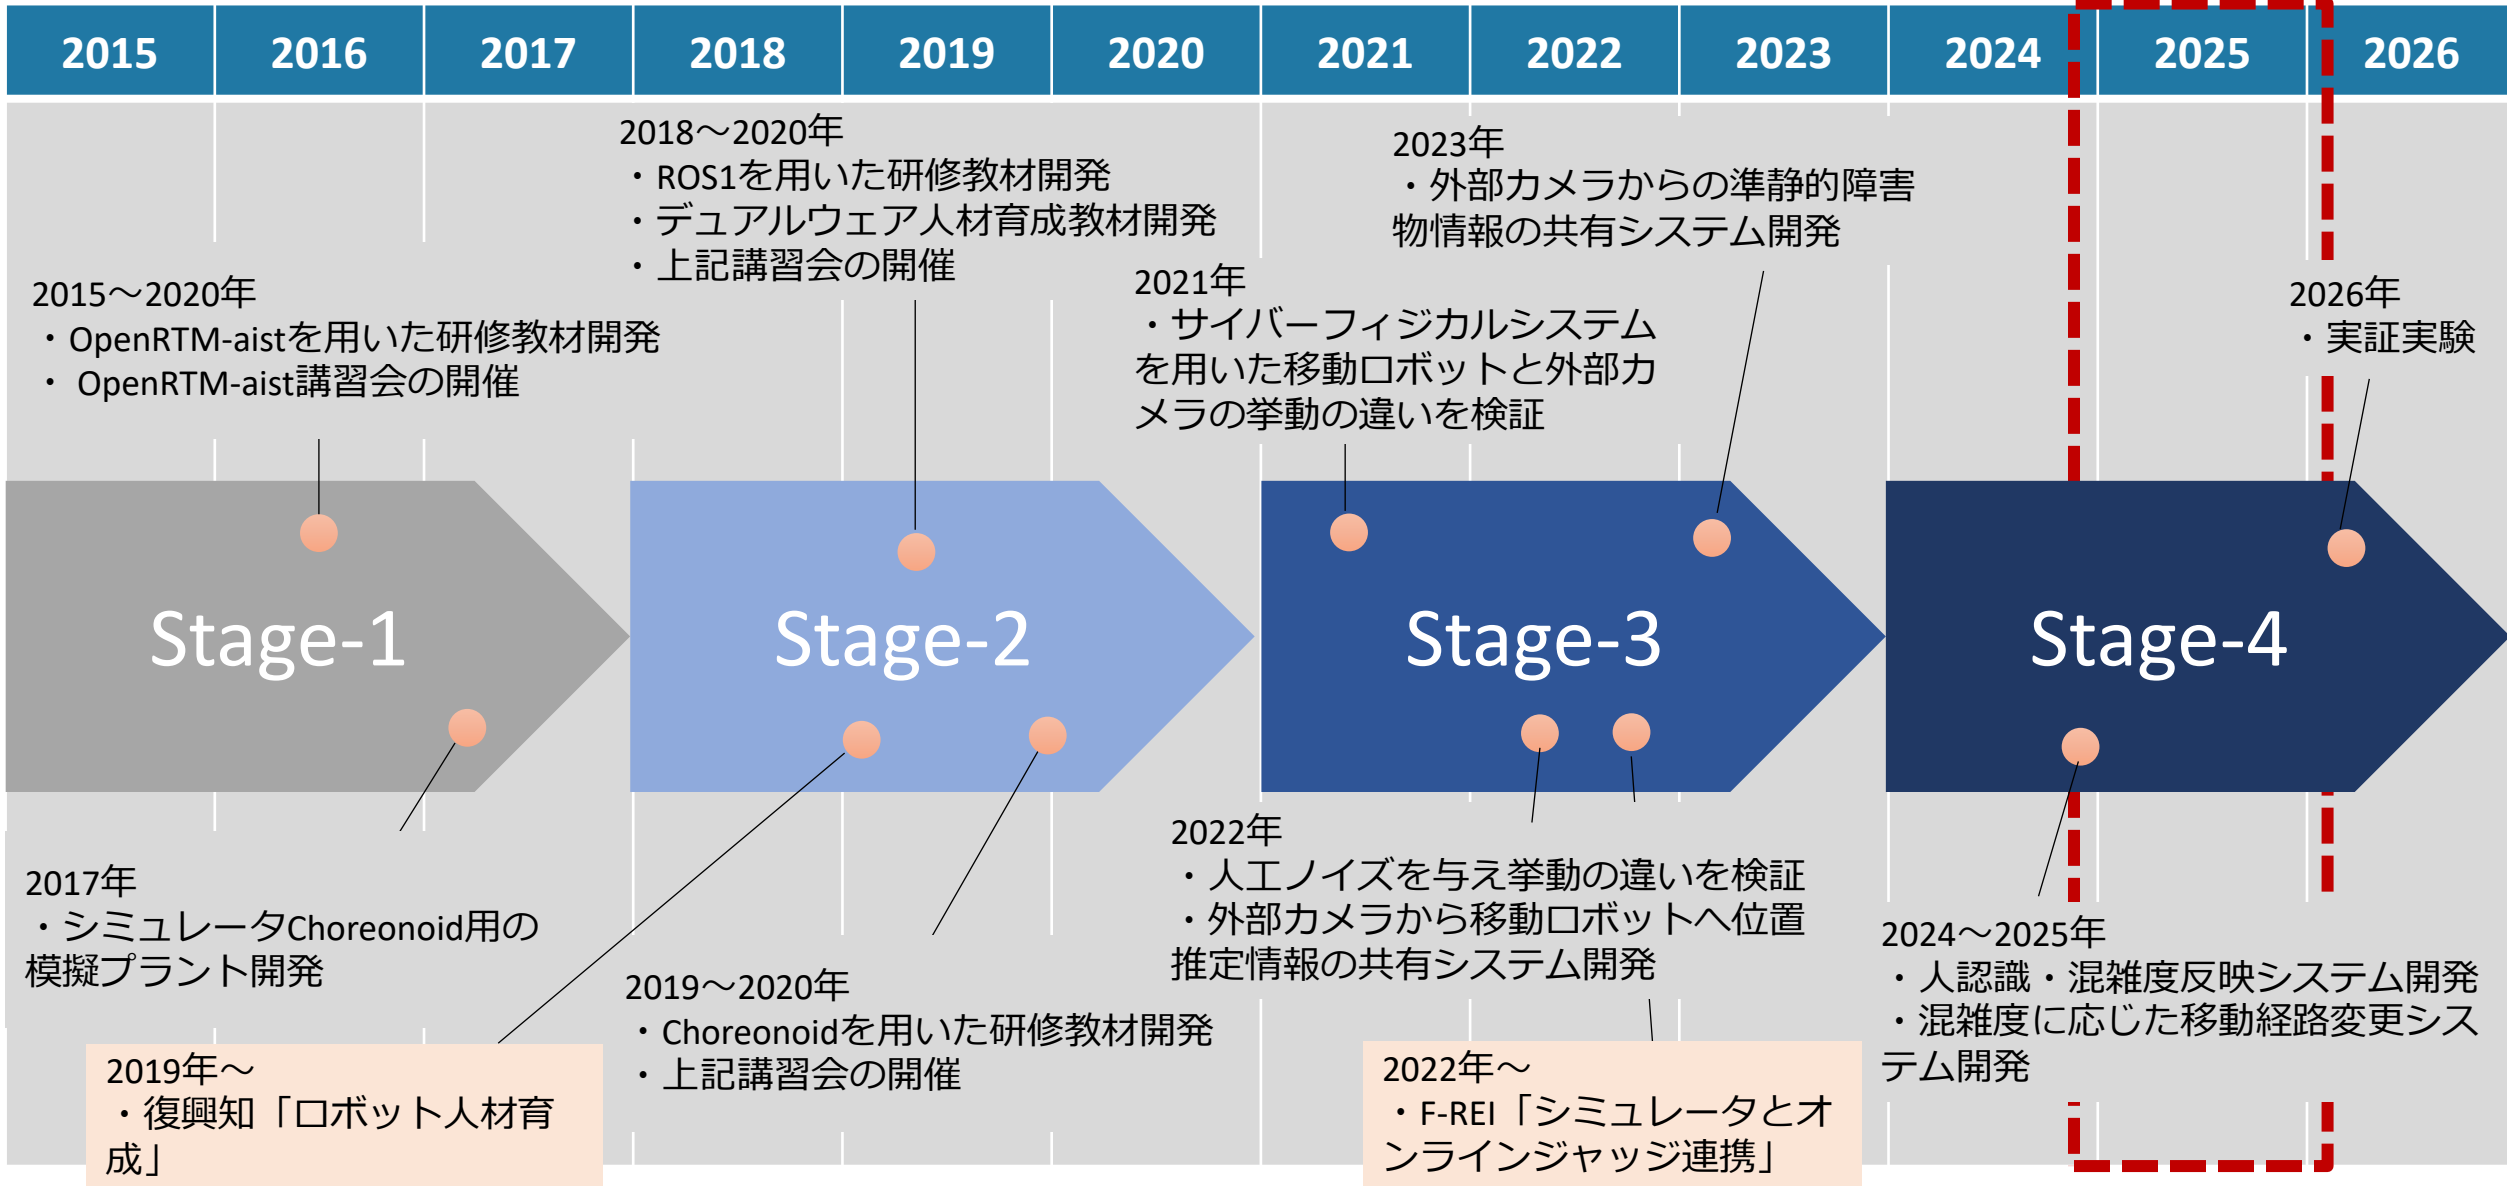 2015 2016 2017 2018 2019 2020 2021 2022 2023 2024 2025 2026
2018～2020年
・ROS1を用いた研修教材開発
・デュアルウェア人材育成教材開発
・上記講習会の開催
2023年
・外部カメラからの準静的障害
物情報の共有システム開発
2015～2020年
・OpenRTM-aistを用いた研修教材開発
・ OpenRTM-aist講習会の開催
2021年
・サイバーフィジカルシステム
を用いた移動ロボットと外部カ
メラの挙動の違いを検証
2026年
・実証実験
Stage-1
Stage-2
Stage-3
Stage-4
2017年
・シミュレータChoreonoid用の
模擬プラント開発
2019～2020年
・Choreonoidを用いた研修教材開発
・上記講習会の開催
2022年
・人工ノイズを与え挙動の違いを検証
・外部カメラから移動ロボットへ位置
推定情報の共有システム開発
2024～2025年
・人認識・混雑度反映システム開発
・混雑度に応じた移動経路変更シス
テム開発
2019年～
・復興知「ロボット人材育
成」
2022年～
・F-REI「シミュレータとオ
ンラインジャッジ連携」